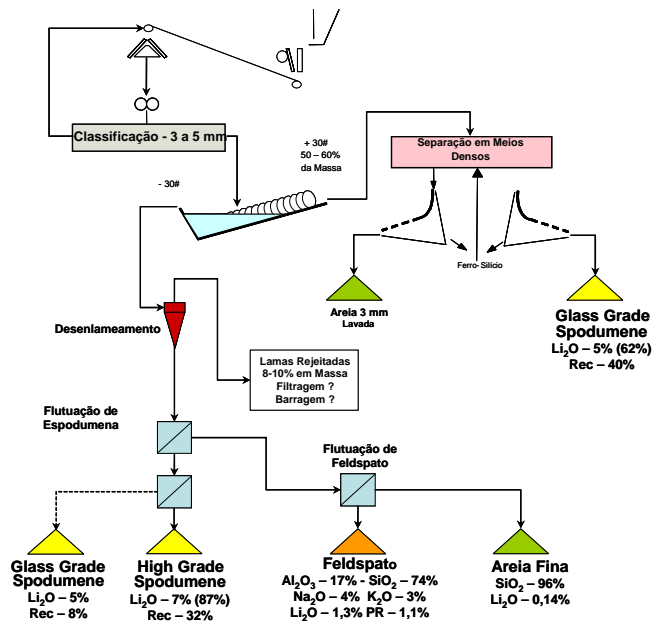 Classificação - 3 a 5 mm
+ 30#
50 – 60%
da Massa
Separação em Meios
Densos
- 30#
Ferro- Silício
Areia 3 mm
Lavada
Glass Grade
Spodumene
Li₂O – 5% (62%)
Rec – 40%
Desenlameamento
Lamas Rejeitadas
8-10% em Massa
Filtragem ?
Barragem ?
Flutuação de
Espodumena
Flutuação de
Feldspato
Glass Grade
Spodumene
Li₂O – 5%
Rec – 8%
High Grade
Spodumene
Li₂O – 7% (87%)
Rec – 32%
Feldspato
Al₂O₃ – 17% - SiO₂ – 74%
Na₂O – 4% K₂O – 3%
Li₂O – 1,3% PR – 1,1%
Areia Fina
SiO₂ – 96%
Li₂O – 0,14%